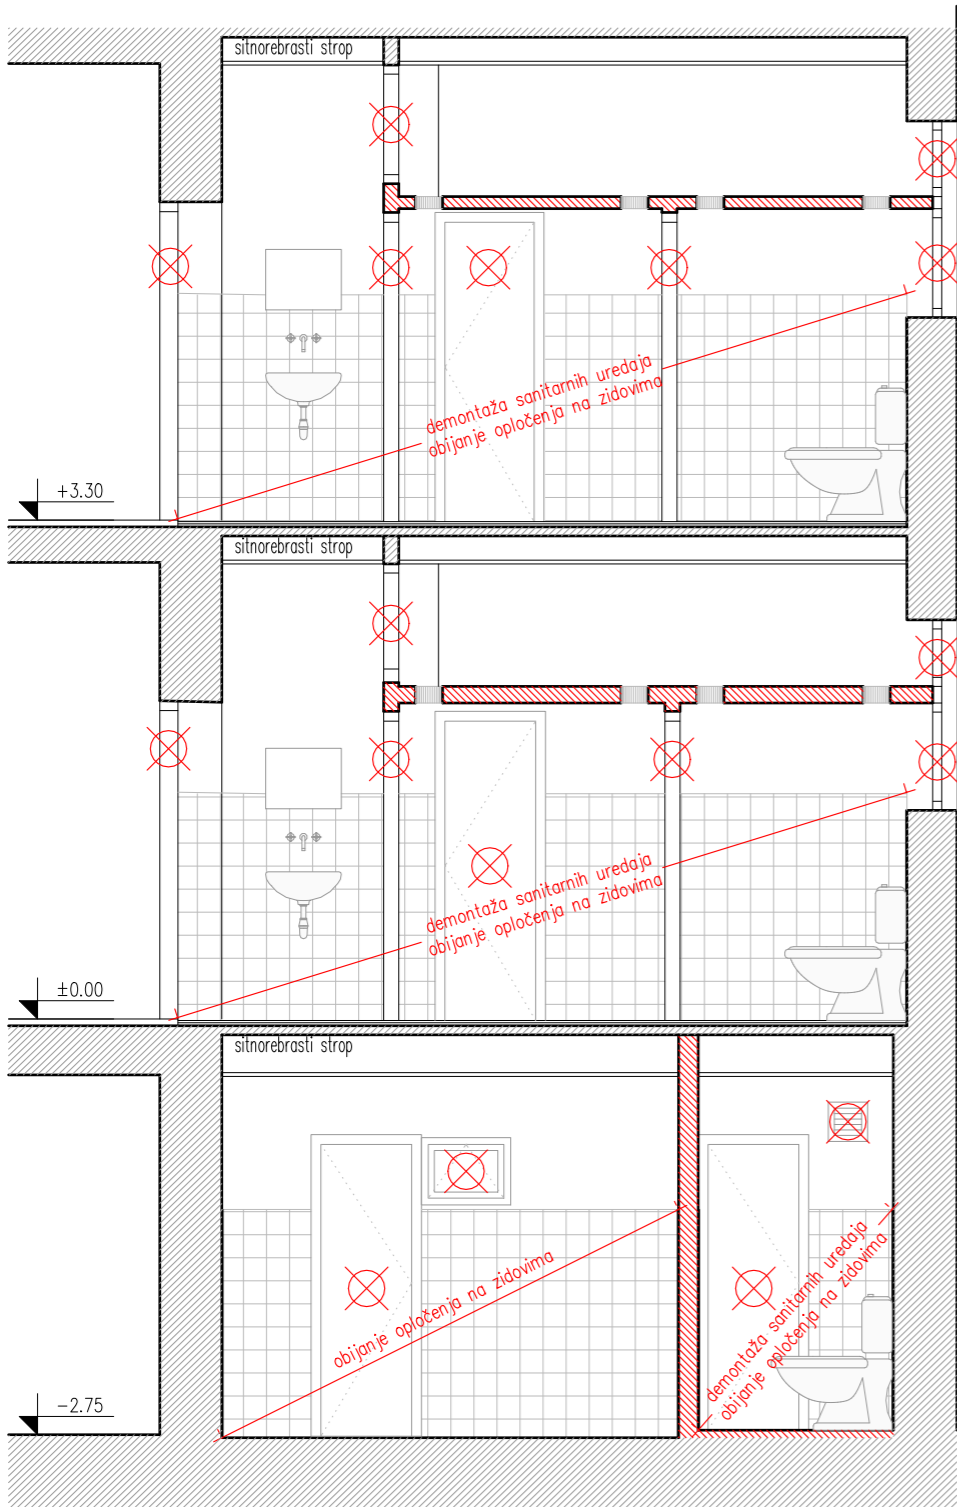 sitnorebrasti strop
demontaža sanitarnih uređaja
obijanje opločenja na zidovima
+3.30
sitnorebrasti strop
demontaža sanitarnih uređaja
obijanje opločenja na zidovima
±0.00
sitnorebrasti strop
obijanje opločenja na zidovima
demontaža sanitarnih uređaja
obijanje opločenja na zidovima
-2.75